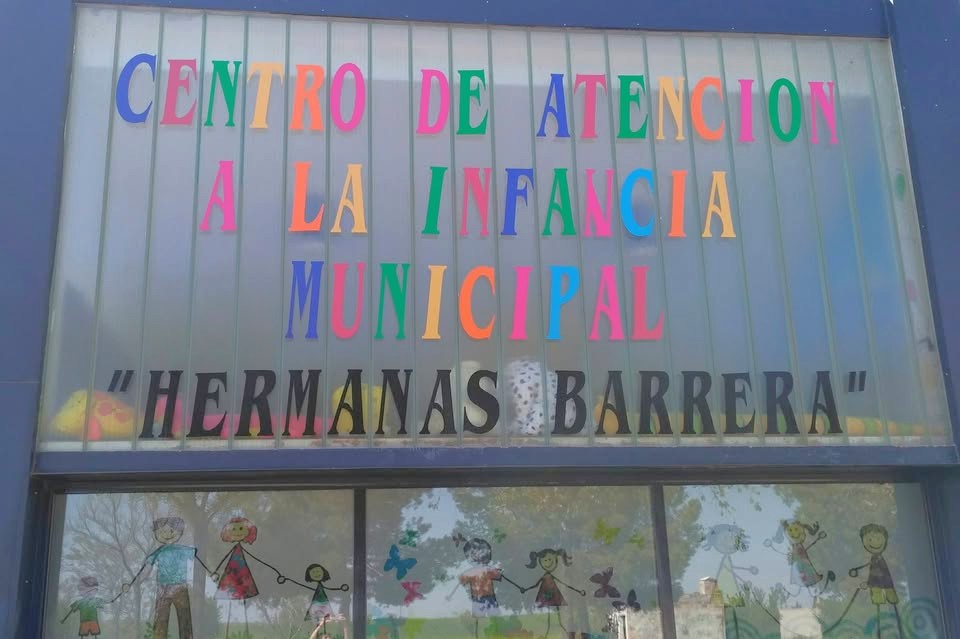 CENTRO DE ATENCION
A LA INFANCIA
MUNICIPAL
"HERMANAS BARRERA"